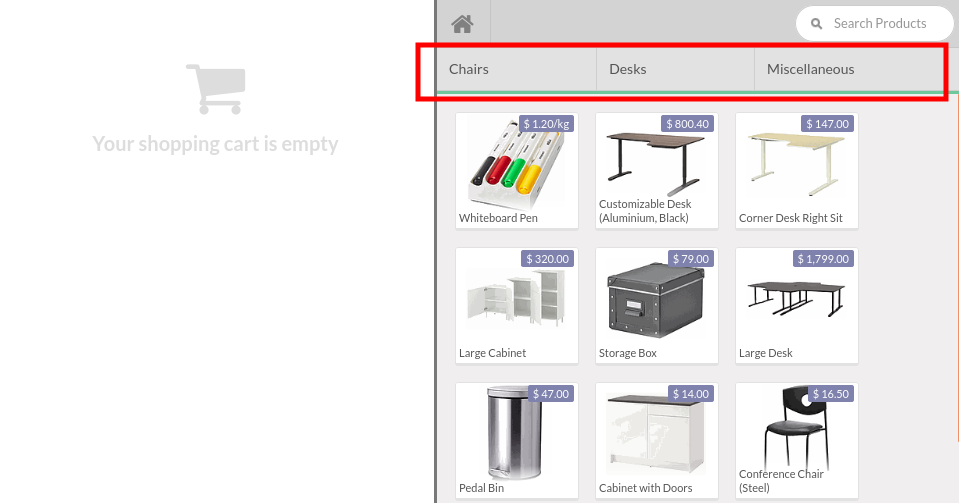 Your shopping cart is empty
Search Products
Chairs
Desks
Miscellaneous
$ 1.20/kg
Whiteboard Pen
$ 800.40
Customizable Desk
(Aluminium, Black)
$ 147.00
Corner Desk Right Sit
$ 320.00
Large Cabinet
$ 79.00
Storage Box
$ 1,799.00
Large Desk
$ 47.00
Pedal Bin
$ 14.00
Cabinet with Doors
$ 16.50
Conference Chair
(Steel)